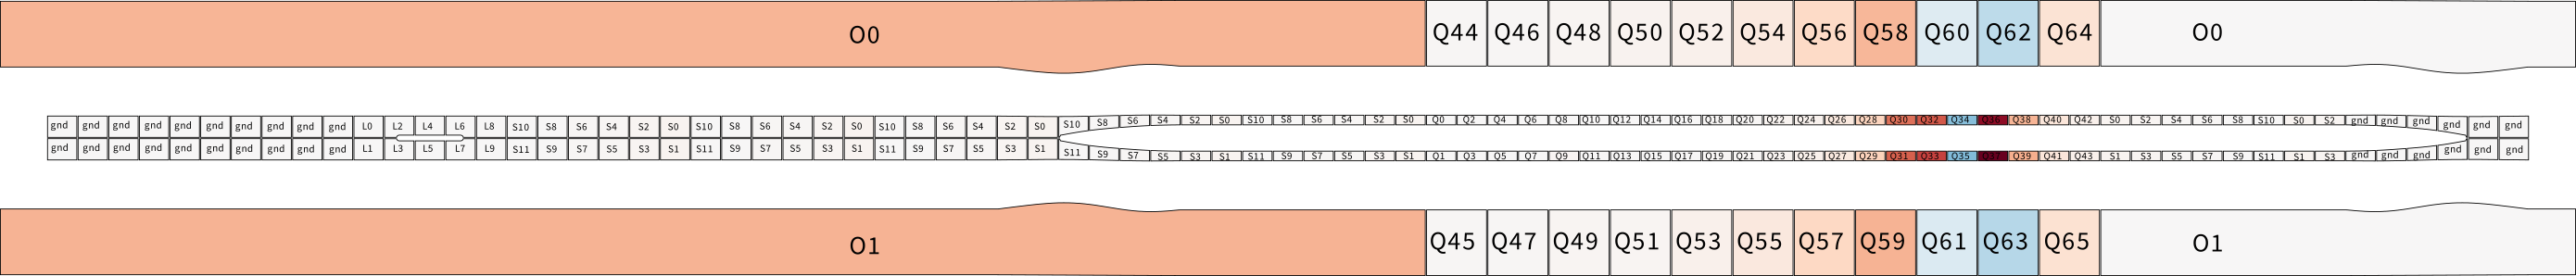 O0 Q44 Q46 Q48 Q50 Q52 Q54 Q56 Q58 Q60 Q62 Q64 O0
gnd gnd gnd gnd gnd gnd gnd gnd gnd gnd L0 L2 L4 L6 L8 S10 S8 S6 S4 S2 S0 S10 S8 S6 S4 S2 S0 S10 S8 S6 S4 S2 S0 S10 S8 S6 S4 S2 S0 S10 S8 S6 S4 S2 S0 Q0 Q2 Q4 Q6 Q8 Q10 Q12 Q14 Q16 Q18 Q20 Q22 Q24 Q26 Q28 Q30 Q32 Q34 Q36 Q38 Q40 Q42 S0 S2 S4 S6 S8 S10 S0 S2 gnd gnd gnd gnd gnd gnd
gnd gnd gnd gnd gnd gnd gnd gnd gnd gnd L1 L3 L5 L7 L9 S11 S9 S7 S5 S3 S1 S11 S9 S7 S5 S3 S1 S11 S9 S7 S5 S3 S1 S11 S9 S7 S5 S3 S1 S11 S9 S7 S5 S3 S1 Q1 Q3 Q5 Q7 Q9 Q11 Q13 Q15 Q17 Q19 Q21 Q23 Q25 Q27 Q29 Q31 Q33 Q35 Q37 Q39 Q41 Q43 S1 S3 S5 S7 S9 S11 S1 S3 gnd gnd gnd gnd gnd gnd
O1 Q45 Q47 Q49 Q51 Q53 Q55 Q57 Q59 Q61 Q63 Q65 O1